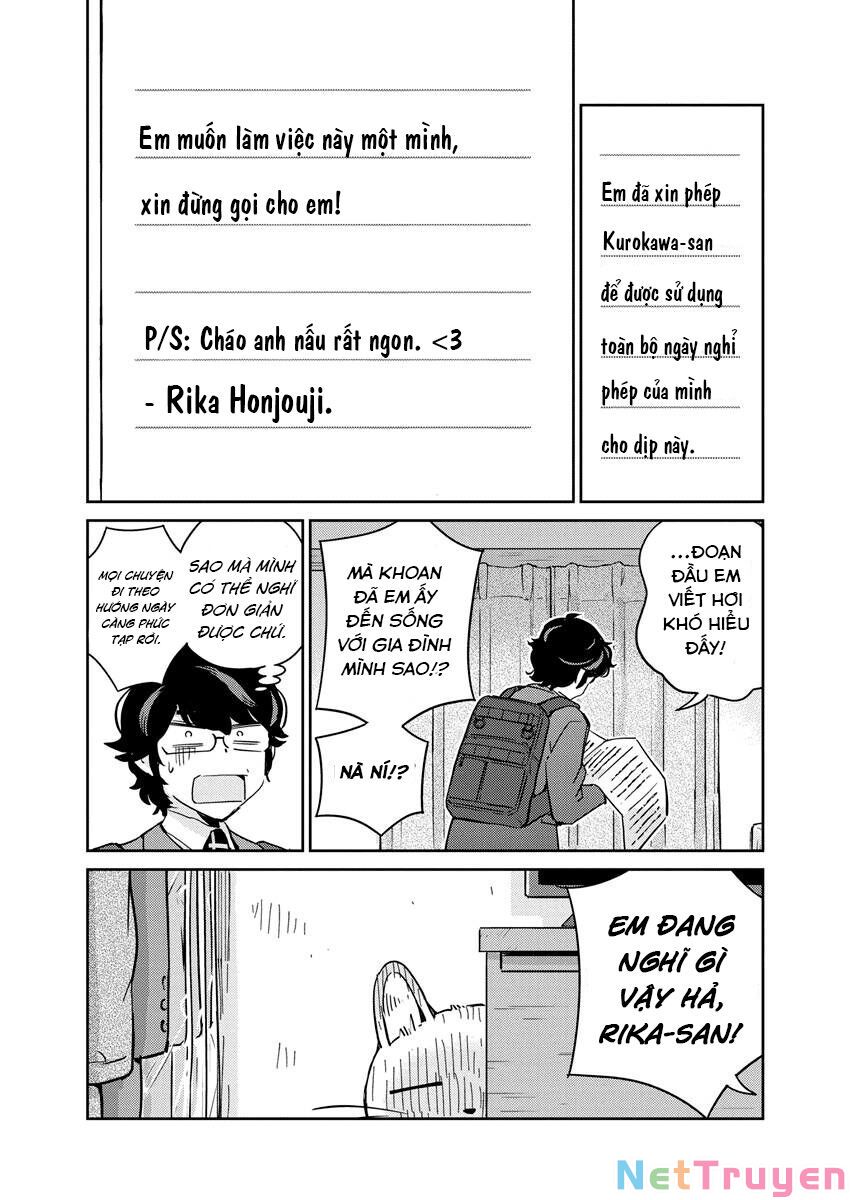 Em đã xin phép
Kurokawa-san
để được sử dụng
toàn bộ ngày nghỉ
phép của mình
cho dịp này.
Em muốn làm việc này một mình,
xin đừng gọi cho em!
P/S: Cháo anh nấu rất ngon. <3
- Rika Honjouji.
...ĐOẠN
ĐẦU EM
VIẾT HƠI
KHÓ HIỂU
ĐẤY!
MÀ KHOAN
ĐÃ EM ẤY
ĐẾN SỐNG
VỚI GIA ĐÌNH
MÌNH SAO!?
NÀ NÍ!?
SAO MÀ MÌNH
CÓ THỂ NGHĨ
ĐƠN GIẢN
ĐƯỢC CHỨ.
MỌI CHUYỆN
ĐI THEO
HƯỚNG NGÀY
CÀNG PHỨC
TẠP RỒI.
EM ĐANG
NGHĨ GÌ
VẬY HẢ,
RIKA-SAN!
NetTruyen